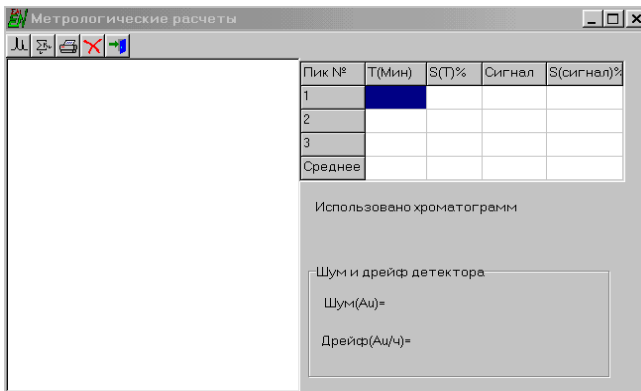 Метрологические расчеты
Пик № Т(Мин) S(T)% Сигнал S(сигнал)%
1
2
3
Среднее
Использовано хроматограмм
Шум и дрейф детектора
Шум(Au)=
Дрейф(Au/ч)=